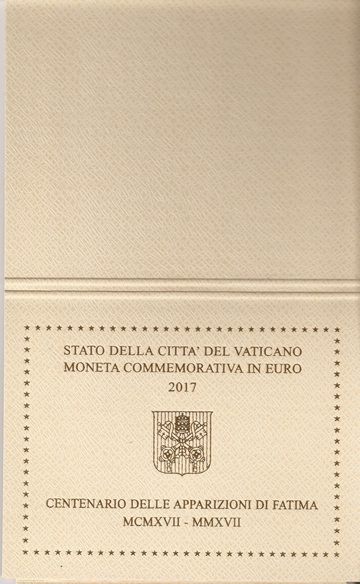 STATO DELLA CITTA' DEL VATICANO
MONETA COMMEMORATIVA IN EURO
2017
CENTENARIO DELLE APPARIZIONI DI FATIMA
MCMXVII - MMXVII